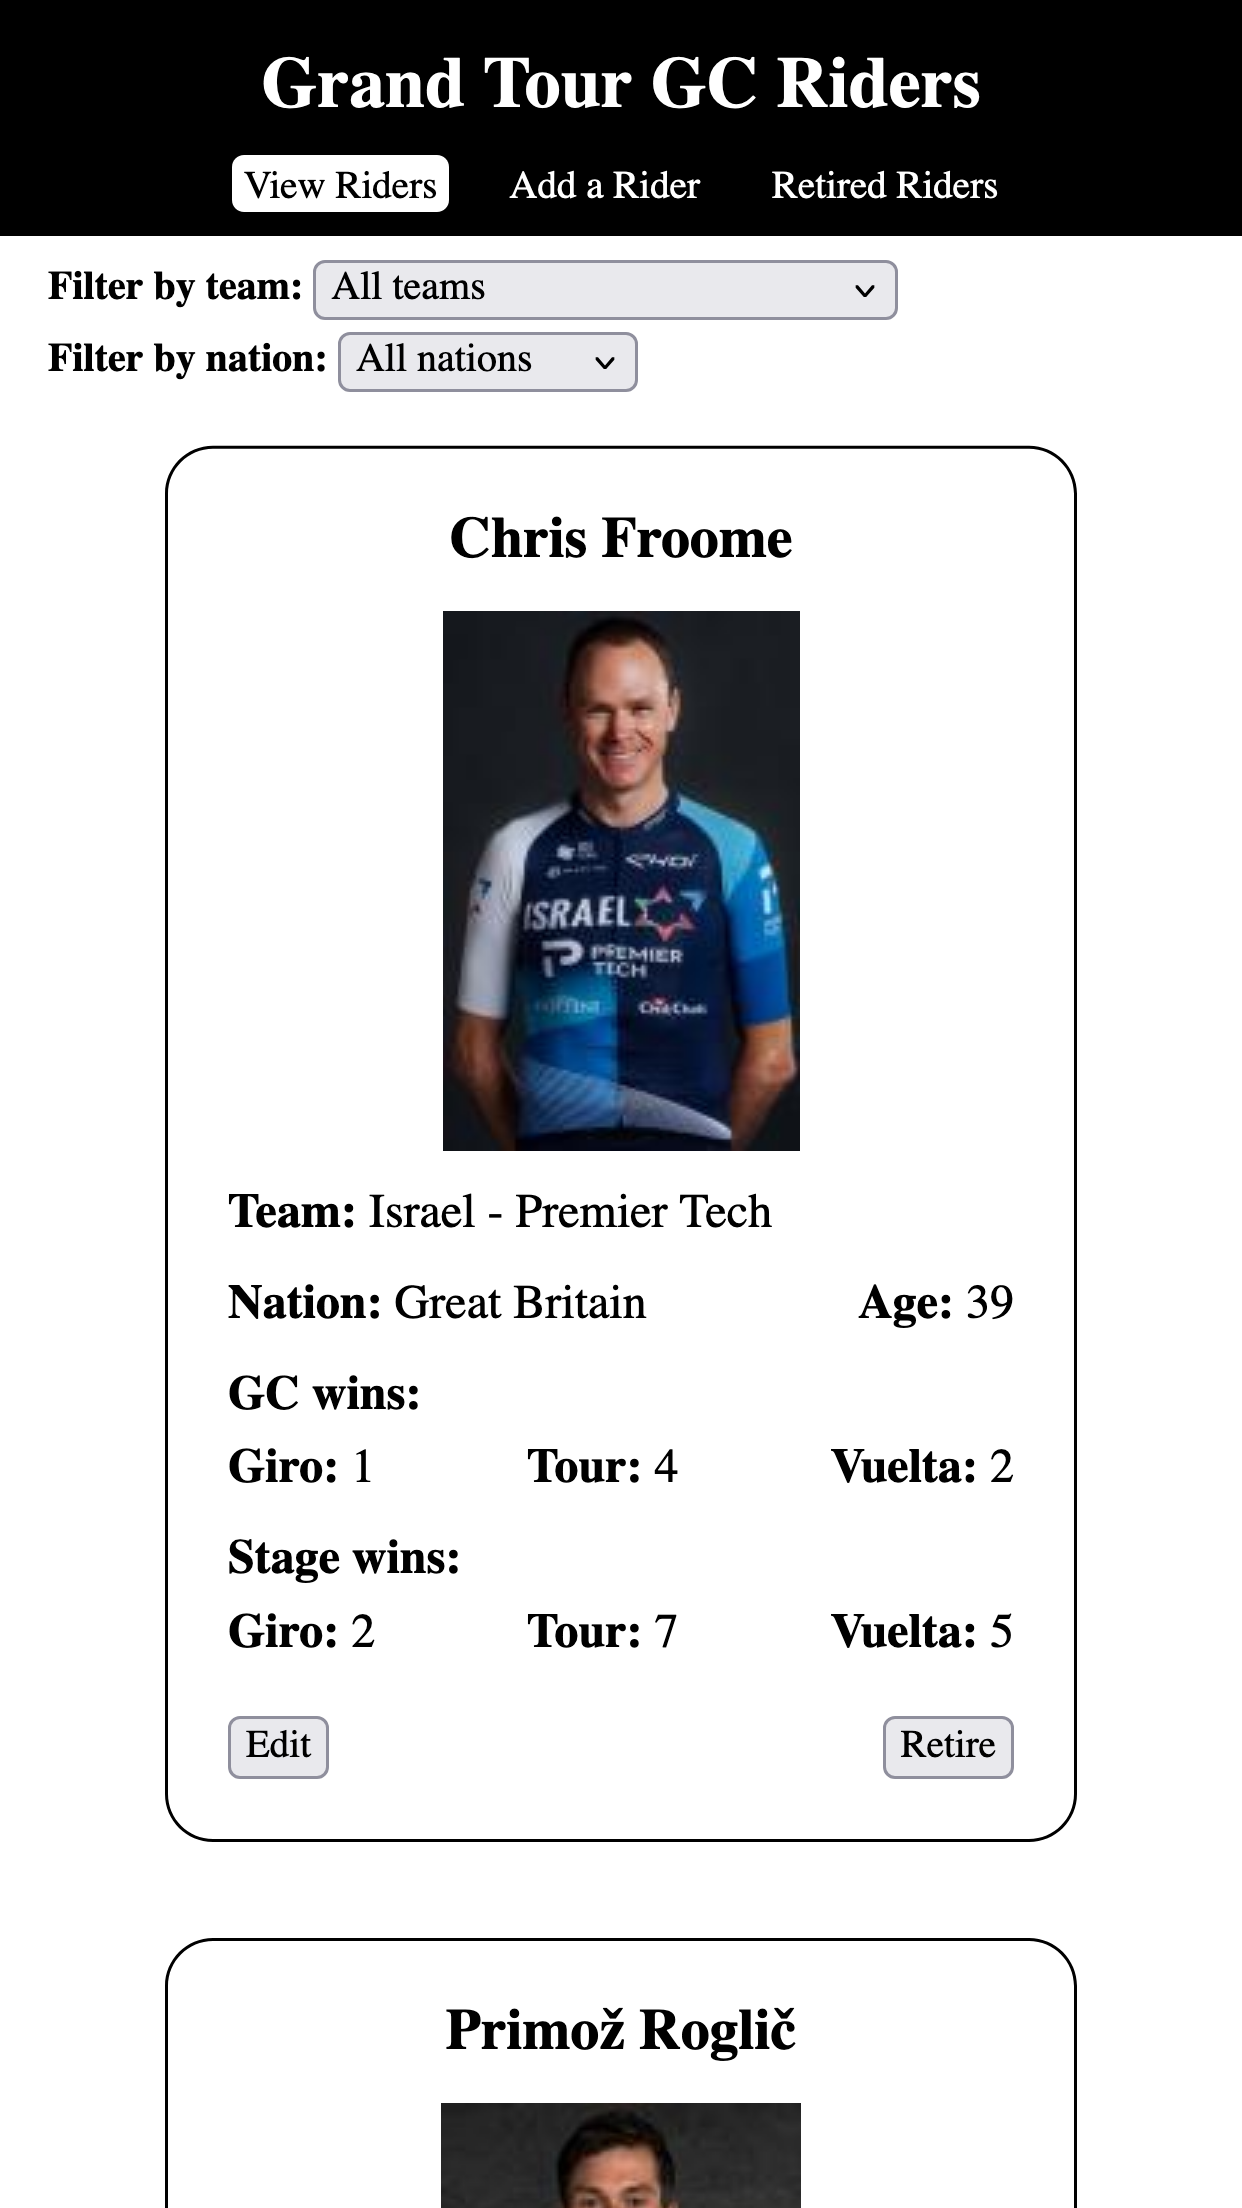 Grand Tour GC Riders
View Riders Add a Rider Retired Riders
Filter by team: All teams
Filter by nation: All nations
Chris Froome
ISRAEL
PREMIER
TECH
Team: Israel - Premier Tech
Nation: Great Britain Age: 39
GC wins:
Giro: 1 Tour: 4 Vuelta: 2
Stage wins:
Giro: 2 Tour: 7 Vuelta: 5
Edit Retire
Primož Roglič